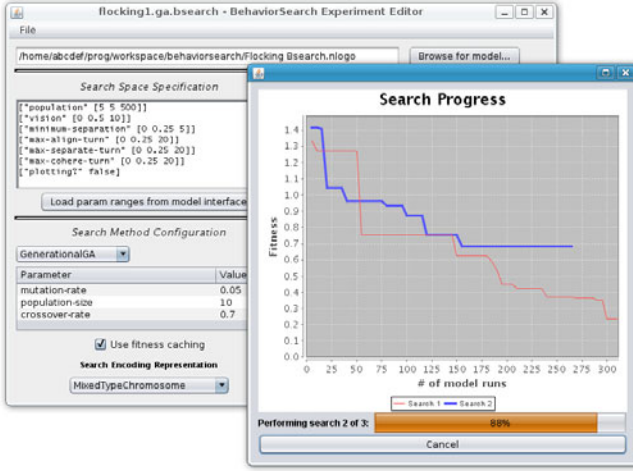 flocking1.ga.bsearch - BehaviorSearch Experiment Editor
File
/home/abcdef/prog/workspace/behaviorsearch/Flocking Bsearch.nlogo
Browse for model...
Search Space Specification
["population" [5 5 500]]
["vision" [0 0.5 10]]
["minimum-separation" [0 0.25 5]]
["max-align-turn" [0 0.25 20]]
["max-separate-turn" [0 0.25 20]]
["max-cohere-turn" [0 0.25 20]]
["plotting?" false]
Load param ranges from model interface
Search Method Configuration
GenerationalGA
Parameter Value
mutation-rate 0.05
population-size 10
crossover-rate 0.7
Use fitness caching
Search Encoding Representation
MixedTypeChromosome
Search Progress
Fitness
1.4
1.3
1.2
1.1
1.0
0.9
0.8
0.7
0.6
0.5
0.4
0.3
0.2
0.1
0.0
0 25 50 75 100 125 150 175 200 225 250 275 300
# of model runs
Search 1 Search 2
Performing search 2 of 3: 88%
Cancel